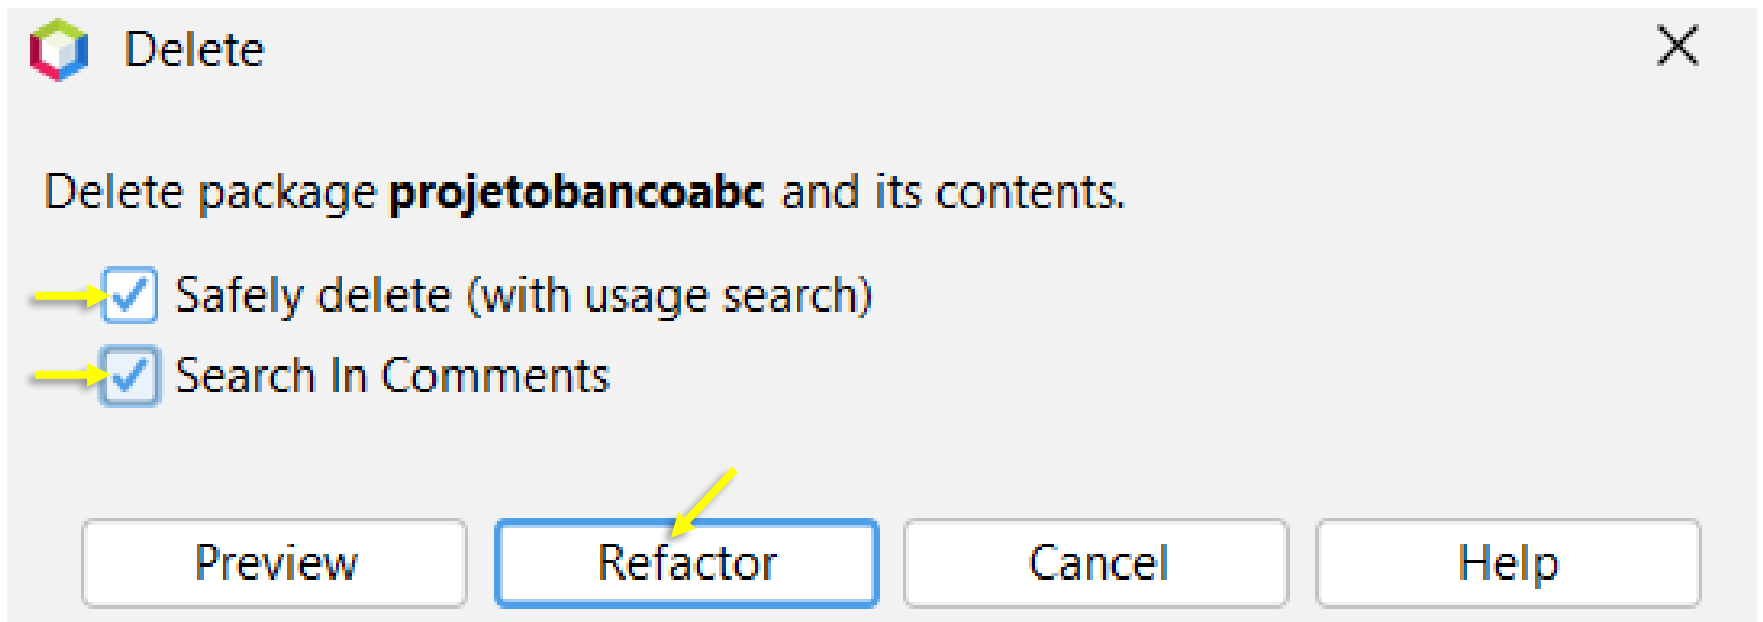 Delete
Delete package projetobancoabc and its contents.
Safely delete (with usage search)
Search In Comments
Preview Refactor Cancel Help